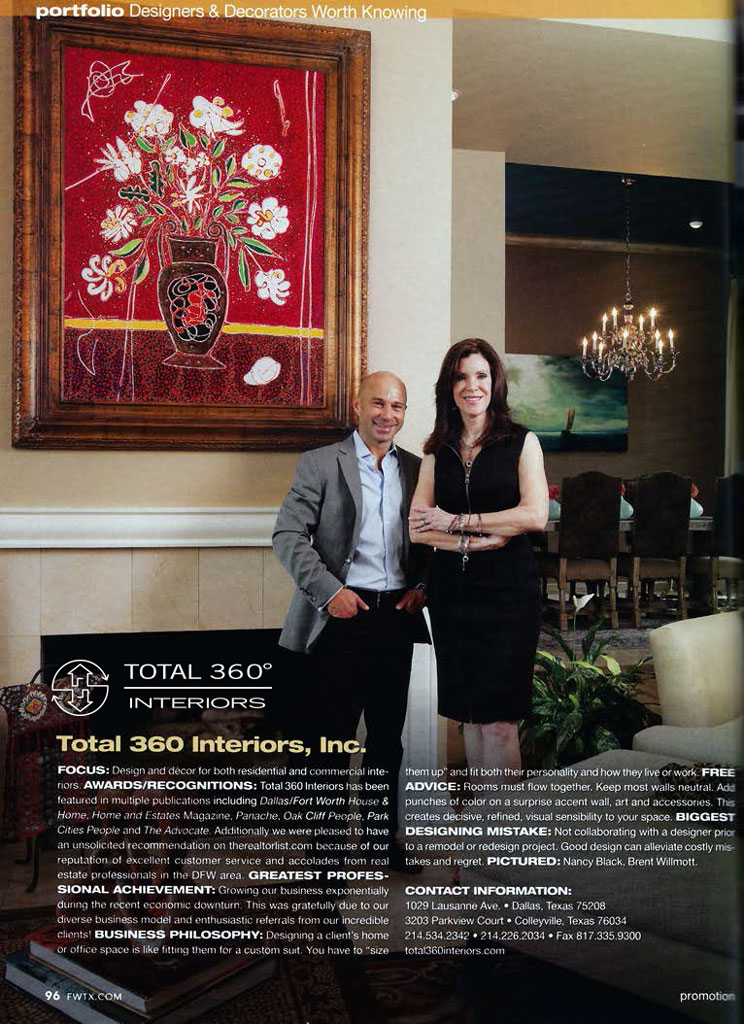 portfolio Designers & Decorators Worth Knowing
TOTAL 360°
INTERIORS
Total 360 Interiors, Inc.
FOCUS: Design and décor for both residential and commercial inte-
riors. AWARDS/RECOGNITIONS: Total 360 Interiors has been
featured in multiple publications including Dallas/Fort Worth House &
Home, Home and Estates Magazine, Panache, Oak Cliff People, Park
Cities People and The Advocate. Additionally we were pleased to have
an unsolicited recommendation on therealtorlist.com because of our
reputation of excellent customer service and accolades from real
estate professionals in the DFW area. GREATEST PROFES-
SIONAL ACHIEVEMENT: Growing our business exponentially
during the recent economic downturn. This was gratefully due to our
diverse business model and enthusiastic referrals from our incredible
clients! BUSINESS PHILOSOPHY: Designing a client's home
or office space is like fitting them for a custom suit. You have to "size
them up" and fit both their personality and how they live or work. FREE
ADVICE: Rooms must flow together. Keep most walls neutral. Add
punches of color on a surprise accent wall, art and accessories. This
creates decisive, refined, visual sensibility to your space. BIGGEST
DESIGNING MISTAKE: Not collaborating with a designer prior
to a remodel or redesign project. Good design can alleviate costly mis-
takes and regret. PICTURED: Nancy Black, Brent Willmott.
CONTACT INFORMATION:
1029 Lausanne Ave. • Dallas, Texas 75208
3203 Parkview Court • Colleyville, Texas 76034
214.534.2342 • 214.226.2034 • Fax 817.335.9300
total360interiors.com
96 FWTX.COM
promotion